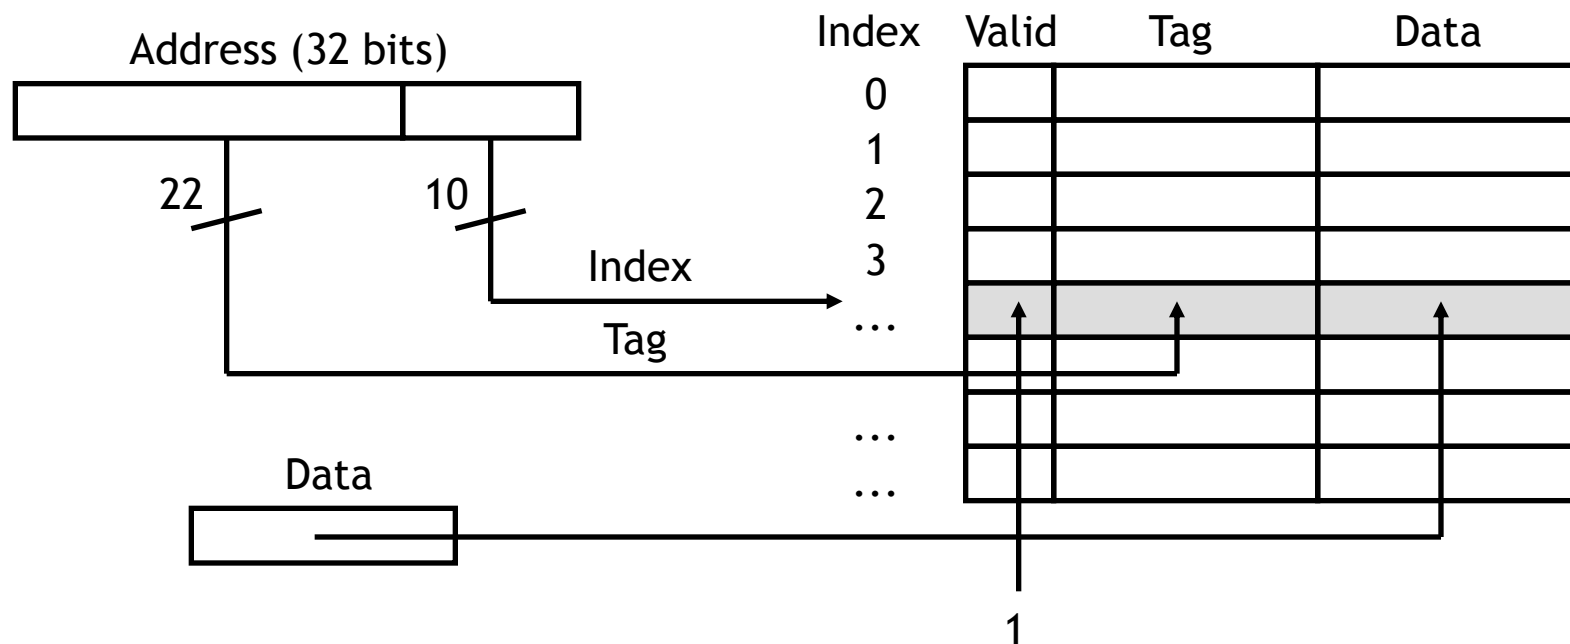 Address (32 bits)
Index Valid Tag Data
0
1
2
3
...
...
...
22
10
Index
Tag
Data
1